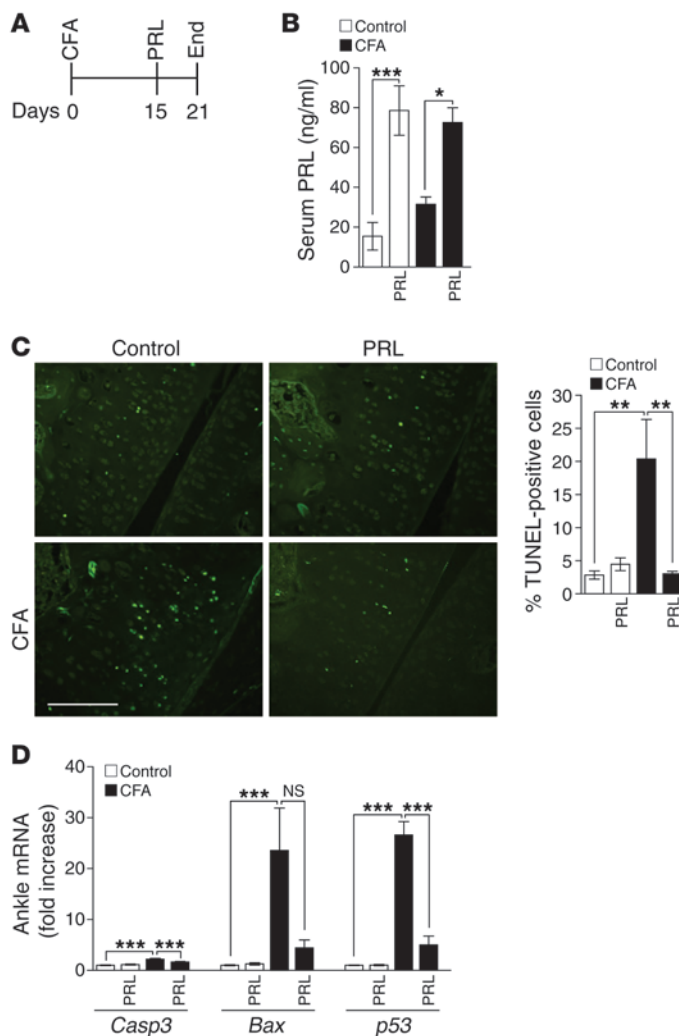 A
CFA
PRL
End
Days 0
15
21
B
Control
CFA
Serum PRL (ng/ml)
100
80
60
40
20
0
***
*
PRL
PRL
C
Control
PRL
CFA
Control
CFA
% TUNEL-positive cells
30
25
20
15
10
5
0
**
**
PRL
PRL
D
Control
CFA
Ankle mRNA
(fold increase)
40
30
20
10
0
***
***
***
NS
***
***
PRL
PRL
PRL
PRL
PRL
PRL
Casp3
Bax
p53